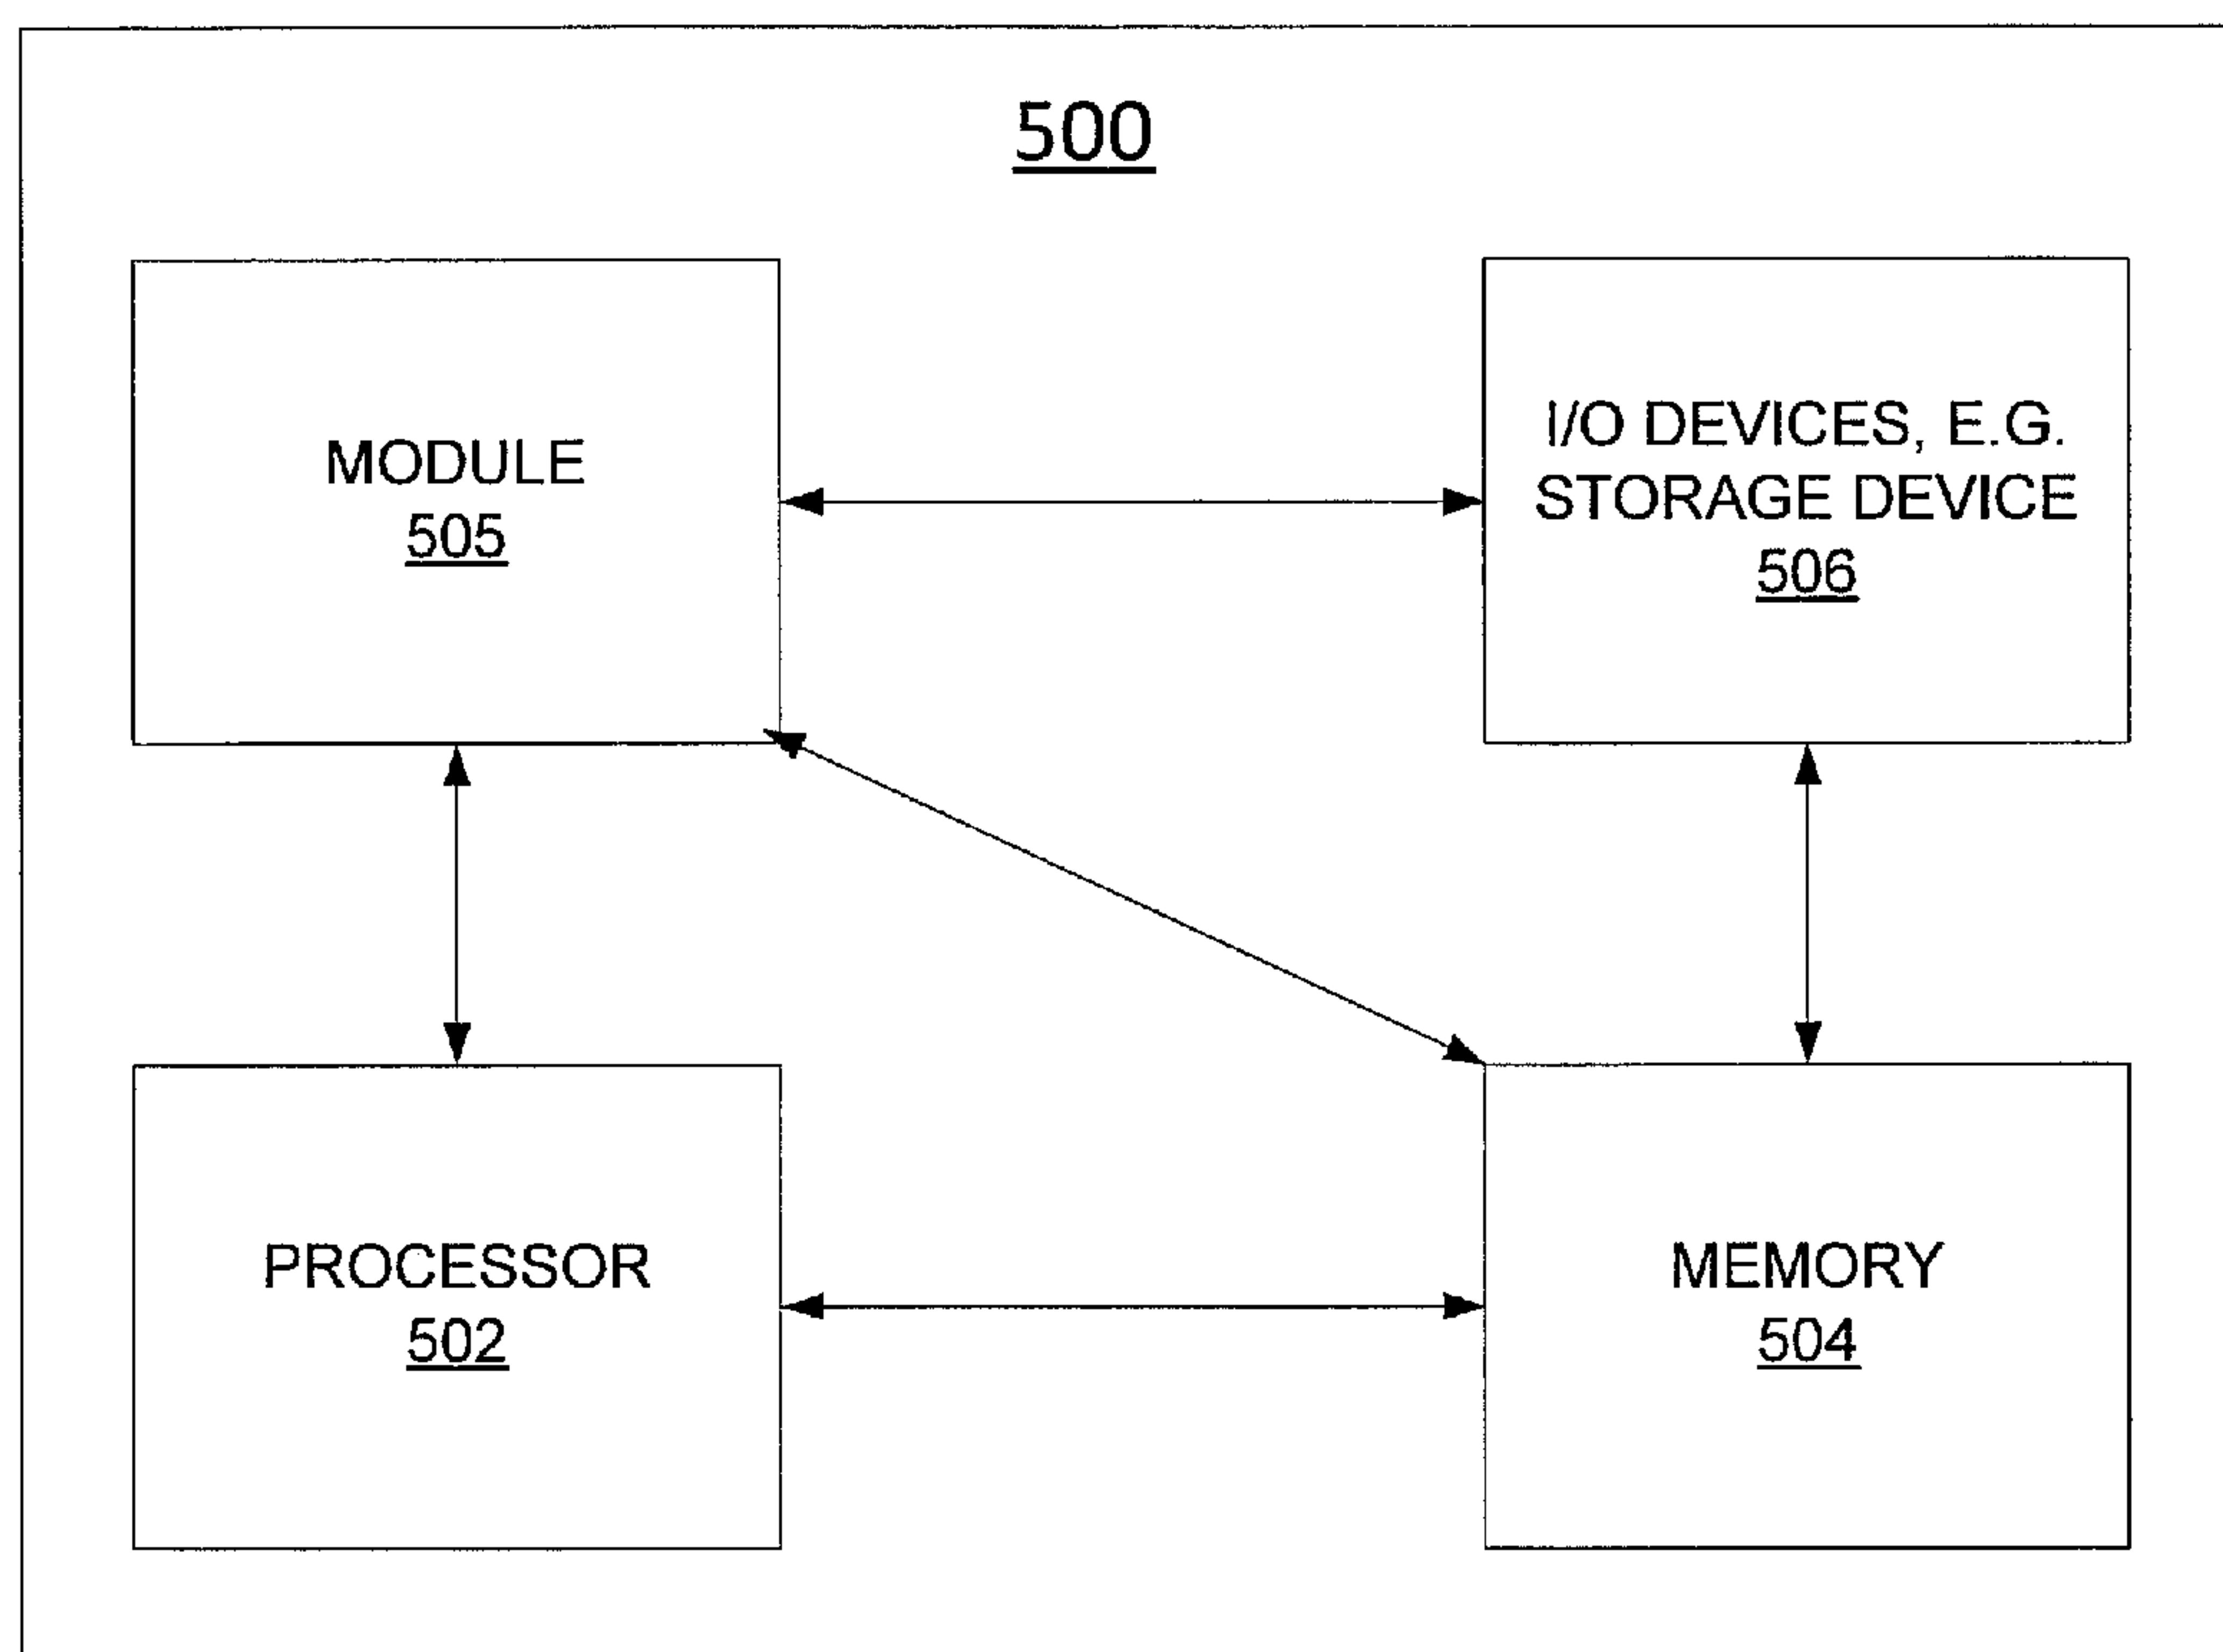 500
MODULE
505
I/O DEVICES, E.G.
STORAGE DEVICE
506
PROCESSOR
502
MEMORY
504